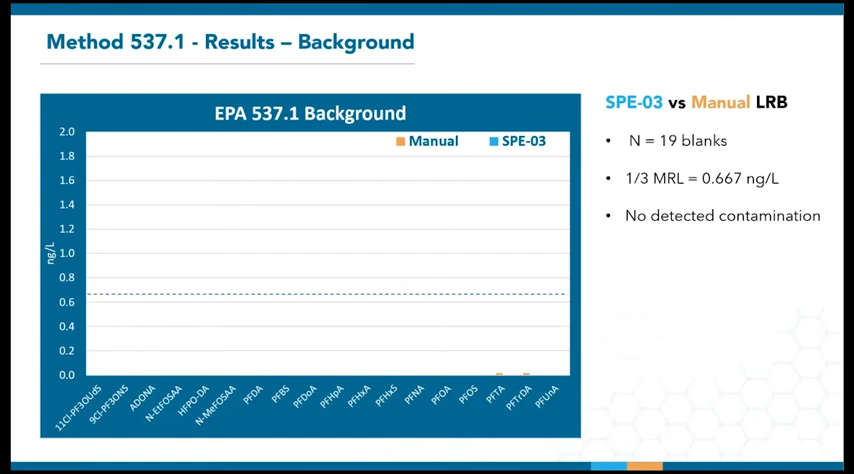 Method 537.1 - Results – Background
EPA 537.1 Background
Manual
SPE-03
2.0
1.8
1.6
1.4
1.2
1.0
0.8
0.6
0.4
0.2
0.0
ng/L
11Cl-PF3OUdS
9Cl-PF3ONS
ADONA
N-EtFOSAA
HFPO-DA
N-MeFOSAA
PFDA
PFBS
PFDoA
PFHpA
PFHxA
PFHxS
PFNA
PFOA
PFOS
PFTA
PFTrDA
PFUnA
SPE-03 vs Manual LRB
• N = 19 blanks
• 1/3 MRL = 0.667 ng/L
• No detected contamination